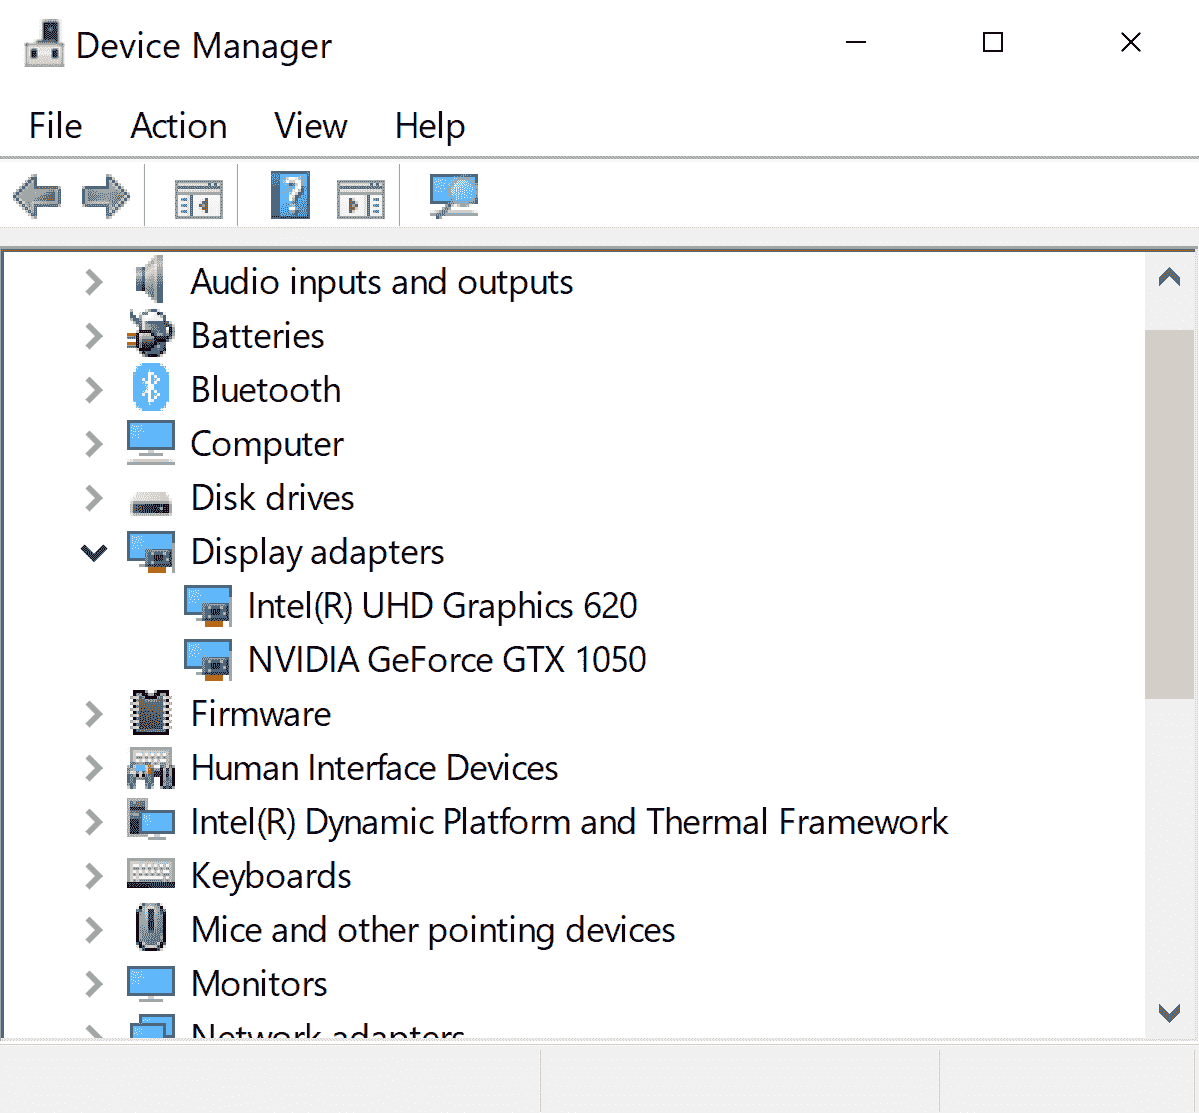 Device Manager
File Action View Help
Audio inputs and outputs
Batteries
Bluetooth
Computer
Disk drives
Display adapters
Intel(R) UHD Graphics 620
NVIDIA GeForce GTX 1050
Firmware
Human Interface Devices
Intel(R) Dynamic Platform and Thermal Framework
Keyboards
Mice and other pointing devices
Monitors
Network adapters